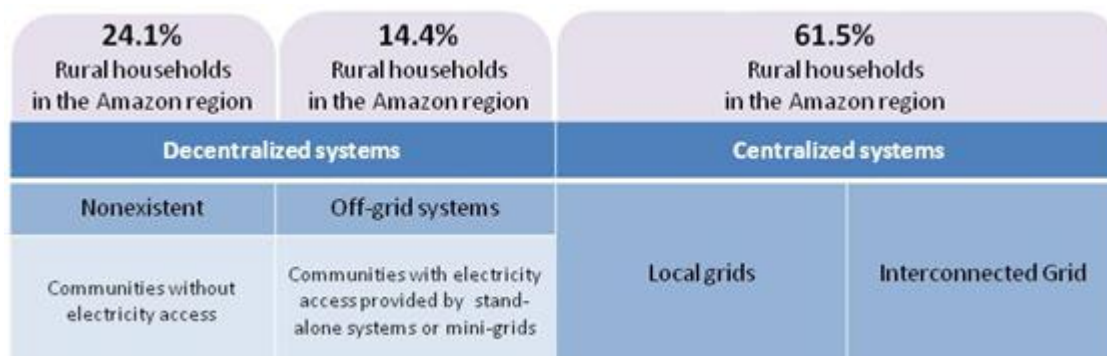 24.1%
Rural households
in the Amazon region
14.4%
Rural households
in the Amazon region
61.5%
Rural households
in the Amazon region
Decentralized systems
Centralized systems
Nonexistent
Off-grid systems
Communities without
electricity access
Communities with electricity
access provided by stand-
alone systems or mini-grids
Local grids
Interconnected Grid